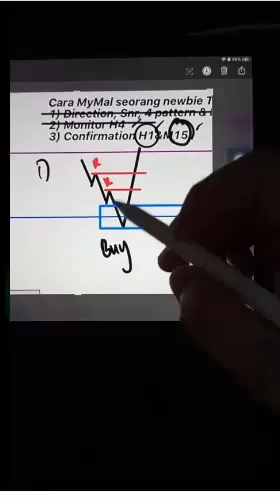 Cara MyMal seorang newbie T
1) Direction, Snr, 4 pattern &
2) Monitor H4
3) Confirmation H1&M15
1)
R
R
Buy